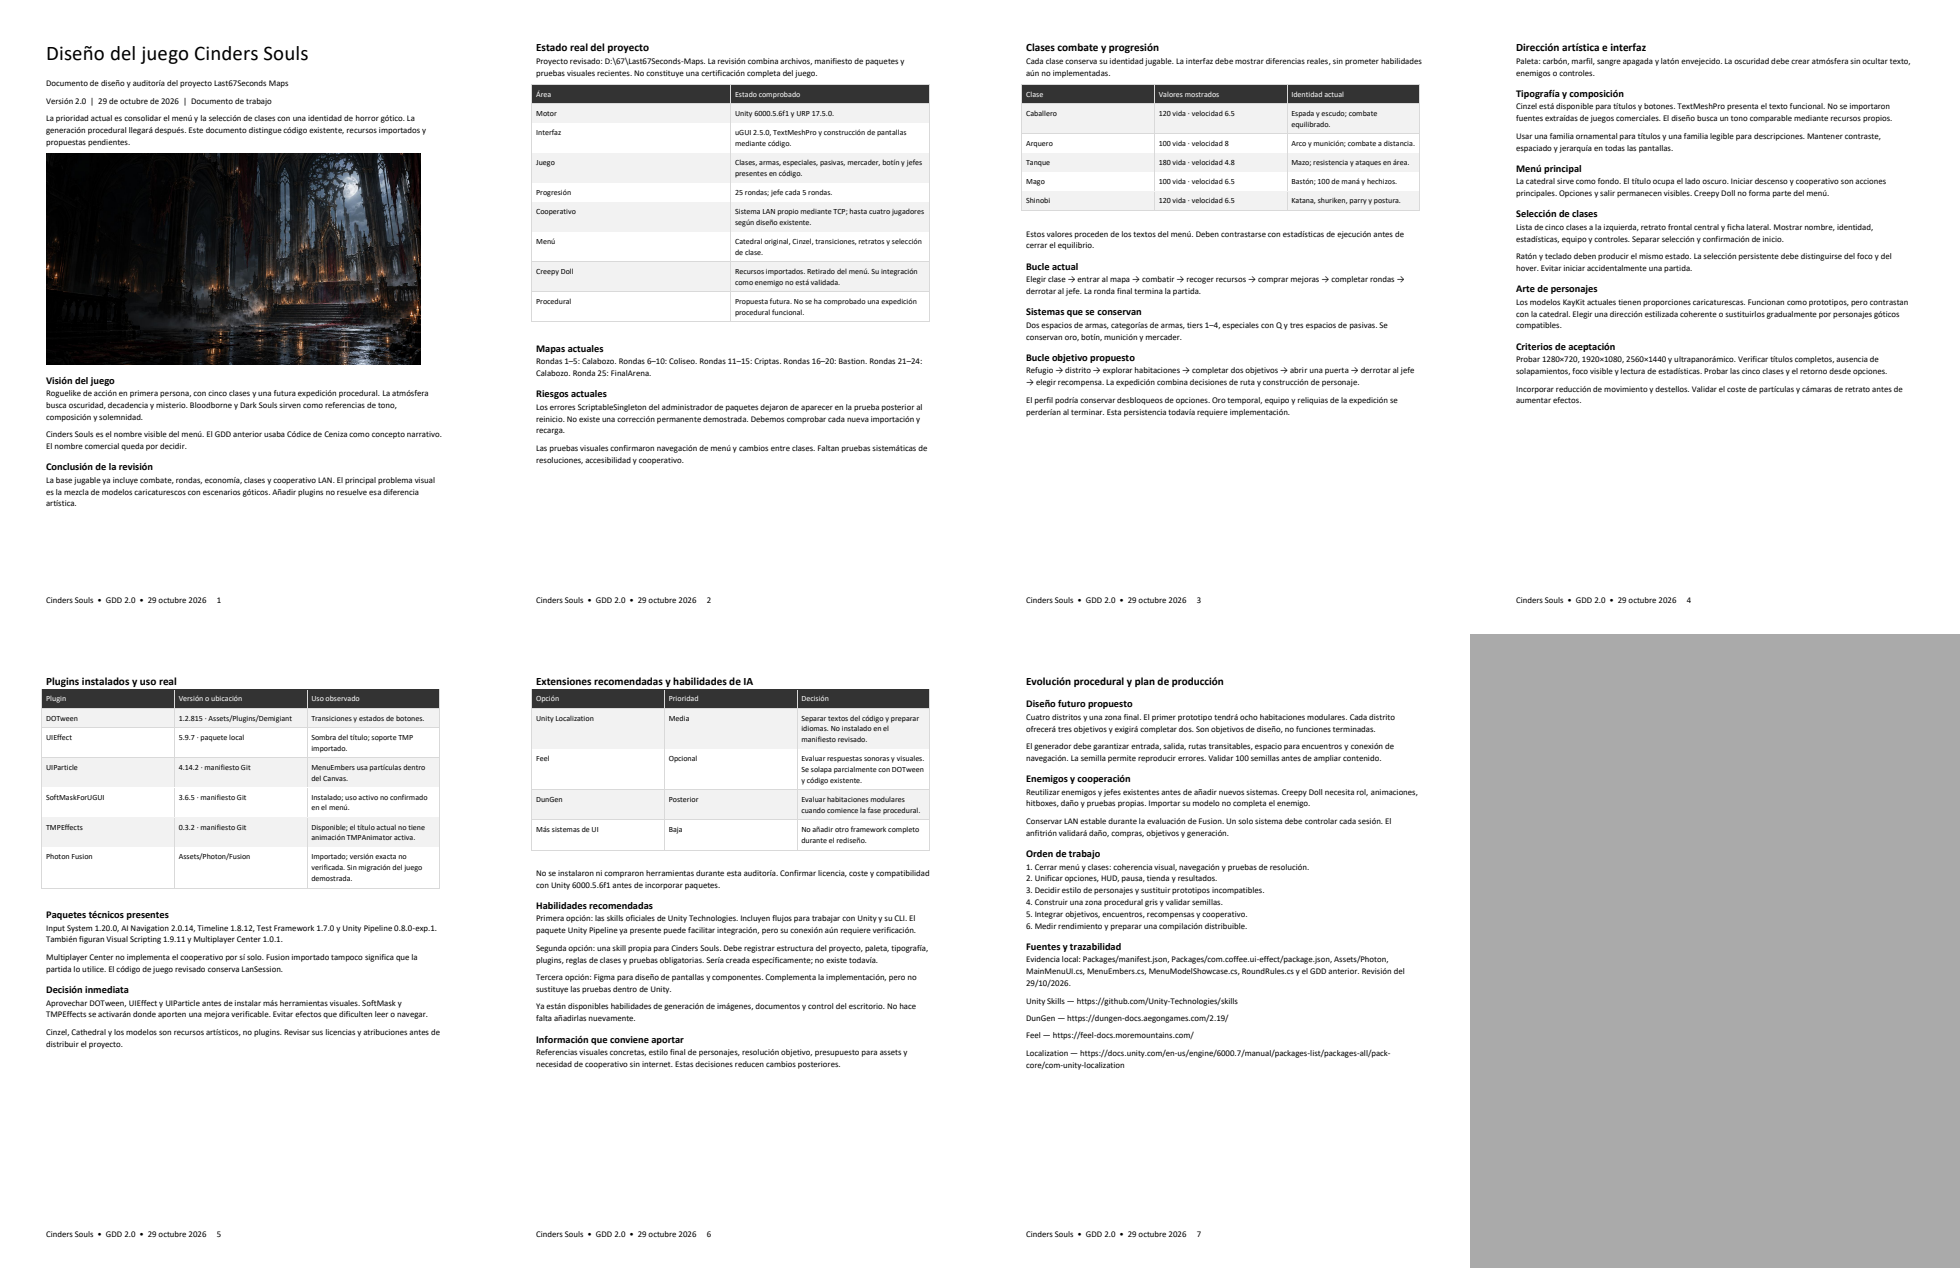 Diseño del juego Cinders Souls
Documento de diseño y auditoría del proyecto Last67Seconds Maps
Versión 2.0 | 29 de octubre de 2026 | Documento de trabajo
La prioridad actual es consolidar el menú y la selección de clases con una identidad de horror gótico. La
generación procedural llegará después. Este documento distingue código existente, recursos importados y
propuestas pendientes.
Visión del juego
Roguelike de acción en primera persona, con cinco clases y una futura expedición procedural. La atmósfera
busca oscuridad, decadencia y misterio. Bloodborne y Dark Souls sirven como referencias de tono,
composición y solemnidad.
Cinders Souls es el nombre visible del menú. El GDD anterior usaba Códice de Ceniza como concepto narrativo.
El nombre comercial queda por decidir.
Conclusión de la revisión
La base jugable ya incluye combate, rondas, economía, clases y cooperativo LAN. El principal problema visual
es la mezcla de modelos caricaturescos con escenarios góticos. Añadir plugins no resuelve esa diferencia
artística.
Cinders Souls • GDD 2.0 • 29 octubre 2026 1
Estado real del proyecto
Proyecto revisado: D:\67\Last67Seconds-Maps. La revisión combina archivos, manifiesto de paquetes y
pruebas visuales recientes. No constituye una certificación completa del juego.
Área Estado comprobado
Motor Unity 6000.5.6f1 y URP 17.5.0.
Interfaz uGUI 2.5.0, TextMeshPro y construcción de pantallas
mediante código.
Juego Clases, armas, especiales, pasivas, mercader, botín y jefes
presentes en código.
Progresión 25 rondas; jefe cada 5 rondas.
Cooperativo Sistema LAN propio mediante TCP; hasta cuatro jugadores
según diseño existente.
Menú Catedral original, Cinzel, transiciones, retratos y selección
de clase.
Creepy Doll Recursos importados. Retirado del menú. Su integración
como enemigo no está validada.
Procedural Propuesta futura. No se ha comprobado una expedición
procedural funcional.
Mapas actuales
Rondas 1–5: Calabozo. Rondas 6–10: Coliseo. Rondas 11–15: Criptas. Rondas 16–20: Bastion. Rondas 21–24:
Calabozo. Ronda 25: FinalArena.
Riesgos actuales
Los errores ScriptableSingleton del administrador de paquetes dejaron de aparecer en la prueba posterior al
reinicio. No existe una corrección permanente demostrada. Debemos comprobar cada nueva importación y
recarga.
Las pruebas visuales confirmaron navegación de menú y cambios entre clases. Faltan pruebas sistemáticas de
resoluciones, accesibilidad y cooperativo.
Cinders Souls • GDD 2.0 • 29 octubre 2026 2
Clases combate y progresión
Cada clase conserva su identidad jugable. La interfaz debe mostrar diferencias reales, sin prometer habilidades
aún no implementadas.
Clase Valores mostrados Identidad actual
Caballero 120 vida · velocidad 6.5 Espada y escudo; combate
equilibrado.
Arquero 100 vida · velocidad 8 Arco y munición; combate a distancia.
Tanque 180 vida · velocidad 4.8 Mazo; resistencia y ataques en área.
Mago 100 vida · velocidad 6.5 Bastón; 100 de maná y hechizos.
Shinobi 120 vida · velocidad 6.5 Katana, shuriken, parry y postura.
Estos valores proceden de los textos del menú. Deben contrastarse con estadísticas de ejecución antes de
cerrar el equilibrio.
Bucle actual
Elegir clase → entrar al mapa → combatir → recoger recursos → comprar mejoras → completar rondas →
derrotar al jefe. La ronda final termina la partida.
Sistemas que se conservan
Dos espacios de armas, categorías de armas, tiers 1–4, especiales con Q y tres espacios de pasivas. Se
conservan oro, botín, munición y mercader.
Bucle objetivo propuesto
Refugio → distrito → explorar habitaciones → completar dos objetivos → abrir una puerta → derrotar al jefe
→ elegir recompensa. La expedición combina decisiones de ruta y construcción de personaje.
El perfil podría conservar desbloqueos de opciones. Oro temporal, equipo y reliquias de la expedición se
perderían al terminar. Esta persistencia todavía requiere implementación.
Cinders Souls • GDD 2.0 • 29 octubre 2026 3
Dirección artística e interfaz
Paleta: carbón, marfil, sangre apagada y latón envejecido. La oscuridad debe crear atmósfera sin ocultar texto,
enemigos o controles.
Tipografía y composición
Cinzel está disponible para títulos y botones. TextMeshPro presenta el texto funcional. No se importaron
fuentes extraídas de juegos comerciales. El diseño busca un tono comparable mediante recursos propios.
Usar una familia ornamental para títulos y una familia legible para descripciones. Mantener contraste,
espaciado y jerarquía en todas las pantallas.
Menú principal
La catedral sirve como fondo. El título ocupa el lado oscuro. Iniciar descenso y cooperativo son acciones
principales. Opciones y salir permanecen visibles. Creepy Doll no forma parte del menú.
Selección de clases
Lista de cinco clases a la izquierda, retrato frontal central y ficha lateral. Mostrar nombre, identidad,
estadísticas, equipo y controles. Separar selección y confirmación de inicio.
Ratón y teclado deben producir el mismo estado. La selección persistente debe distinguirse del foco y del
hover. Evitar iniciar accidentalmente una partida.
Arte de personajes
Los modelos KayKit actuales tienen proporciones caricaturescas. Funcionan como prototipos, pero contrastan
con la catedral. Elegir una dirección estilizada coherente o sustituirlos gradualmente por personajes góticos
compatibles.
Criterios de aceptación
Probar 1280×720, 1920×1080, 2560×1440 y ultrapanorámico. Verificar títulos completos, ausencia de
solapamientos, foco visible y lectura de estadísticas. Probar las cinco clases y el retorno desde opciones.
Incorporar reducción de movimiento y destellos. Validar el coste de partículas y cámaras de retrato antes de
aumentar efectos.
Cinders Souls • GDD 2.0 • 29 octubre 2026 4
Plugins instalados y uso real
Plugin Versión o ubicación Uso observado
DOTween 1.2.815 · Assets/Plugins/Demigiant Transiciones y estados de botones.
UIEffect 5.9.7 · paquete local Sombra del título; soporte TMP
importado.
UIParticle 4.14.2 · manifiesto Git MenuEmbers usa partículas dentro
del Canvas.
SoftMaskForUGUI 3.6.5 · manifiesto Git Instalado; uso activo no confirmado
en el menú.
TMPEffects 0.3.2 · manifiesto Git Disponible; el título actual no tiene
animación TMPAnimator activa.
Photon Fusion Assets/Photon/Fusion Importado; versión exacta no
verificada. Sin migración del juego
demostrada.
Paquetes técnicos presentes
Input System 1.20.0, AI Navigation 2.0.14, Timeline 1.8.12, Test Framework 1.7.0 y Unity Pipeline 0.8.0-exp.1.
También figuran Visual Scripting 1.9.11 y Multiplayer Center 1.0.1.
Multiplayer Center no implementa el cooperativo por sí solo. Fusion importado tampoco significa que la
partida lo utilice. El código de juego revisado conserva LanSession.
Decisión inmediata
Aprovechar DOTween, UIEffect y UIParticle antes de instalar más herramientas visuales. SoftMask y
TMPEffects se activarán donde aporten una mejora verificable. Evitar efectos que dificulten leer o navegar.
Cinzel, Cathedral y los modelos son recursos artísticos, no plugins. Revisar sus licencias y atribuciones antes de
distribuir el proyecto.
Cinders Souls • GDD 2.0 • 29 octubre 2026 5
Extensiones recomendadas y habilidades de IA
Opción Prioridad Decisión
Unity Localization Media Separar textos del código y preparar
idiomas. No instalado en el
manifiesto revisado.
Feel Opcional Evaluar respuestas sonoras y visuales.
Se solapa parcialmente con DOTween
y código existente.
DunGen Posterior Evaluar habitaciones modulares
cuando comience la fase procedural.
Más sistemas de UI Baja No añadir otro framework completo
durante el rediseño.
No se instalaron ni compraron herramientas durante esta auditoría. Confirmar licencia, coste y compatibilidad
con Unity 6000.5.6f1 antes de incorporar paquetes.
Habilidades recomendadas
Primera opción: las skills oficiales de Unity Technologies. Incluyen flujos para trabajar con Unity y su CLI. El
paquete Unity Pipeline ya presente puede facilitar integración, pero su conexión aún requiere verificación.
Segunda opción: una skill propia para Cinders Souls. Debe registrar estructura del proyecto, paleta, tipografía,
plugins, reglas de clases y pruebas obligatorias. Sería creada específicamente; no existe todavía.
Tercera opción: Figma para diseño de pantallas y componentes. Complementa la implementación, pero no
sustituye las pruebas dentro de Unity.
Ya están disponibles habilidades de generación de imágenes, documentos y control del escritorio. No hace
falta añadirlas nuevamente.
Información que conviene aportar
Referencias visuales concretas, estilo final de personajes, resolución objetivo, presupuesto para assets y
necesidad de cooperativo sin internet. Estas decisiones reducen cambios posteriores.
Cinders Souls • GDD 2.0 • 29 octubre 2026 6
Evolución procedural y plan de producción
Diseño futuro propuesto
Cuatro distritos y una zona final. El primer prototipo tendrá ocho habitaciones modulares. Cada distrito
ofrecerá tres objetivos y exigirá completar dos. Son objetivos de diseño, no funciones terminadas.
El generador debe garantizar entrada, salida, rutas transitables, espacio para encuentros y conexión de
navegación. La semilla permite reproducir errores. Validar 100 semillas antes de ampliar contenido.
Enemigos y cooperación
Reutilizar enemigos y jefes existentes antes de añadir nuevos sistemas. Creepy Doll necesita rol, animaciones,
hitboxes, daño y pruebas propias. Importar su modelo no completa el enemigo.
Conservar LAN estable durante la evaluación de Fusion. Un solo sistema debe controlar cada sesión. El
anfitrión validará daño, compras, objetivos y generación.
Orden de trabajo
1. Cerrar menú y clases: coherencia visual, navegación y pruebas de resolución.
2. Unificar opciones, HUD, pausa, tienda y resultados.
3. Decidir estilo de personajes y sustituir prototipos incompatibles.
4. Construir una zona procedural gris y validar semillas.
5. Integrar objetivos, encuentros, recompensas y cooperativo.
6. Medir rendimiento y preparar una compilación distribuible.
Fuentes y trazabilidad
Evidencia local: Packages/manifest.json, Packages/com.coffee.ui-effect/package.json, Assets/Photon,
MainMenuUI.cs, MenuEmbers.cs, MenuModelShowcase.cs, RoundRules.cs y el GDD anterior. Revisión del
29/10/2026.
Unity Skills — https://github.com/Unity-Technologies/skills
DunGen — https://dungen-docs.aegongames.com/2.19/
Feel — https://feel-docs.moremountains.com/
Localization — https://docs.unity.com/en-us/engine/6000.7/manual/packages-list/packages-all/pack-
core/com-unity-localization
Cinders Souls • GDD 2.0 • 29 octubre 2026 7